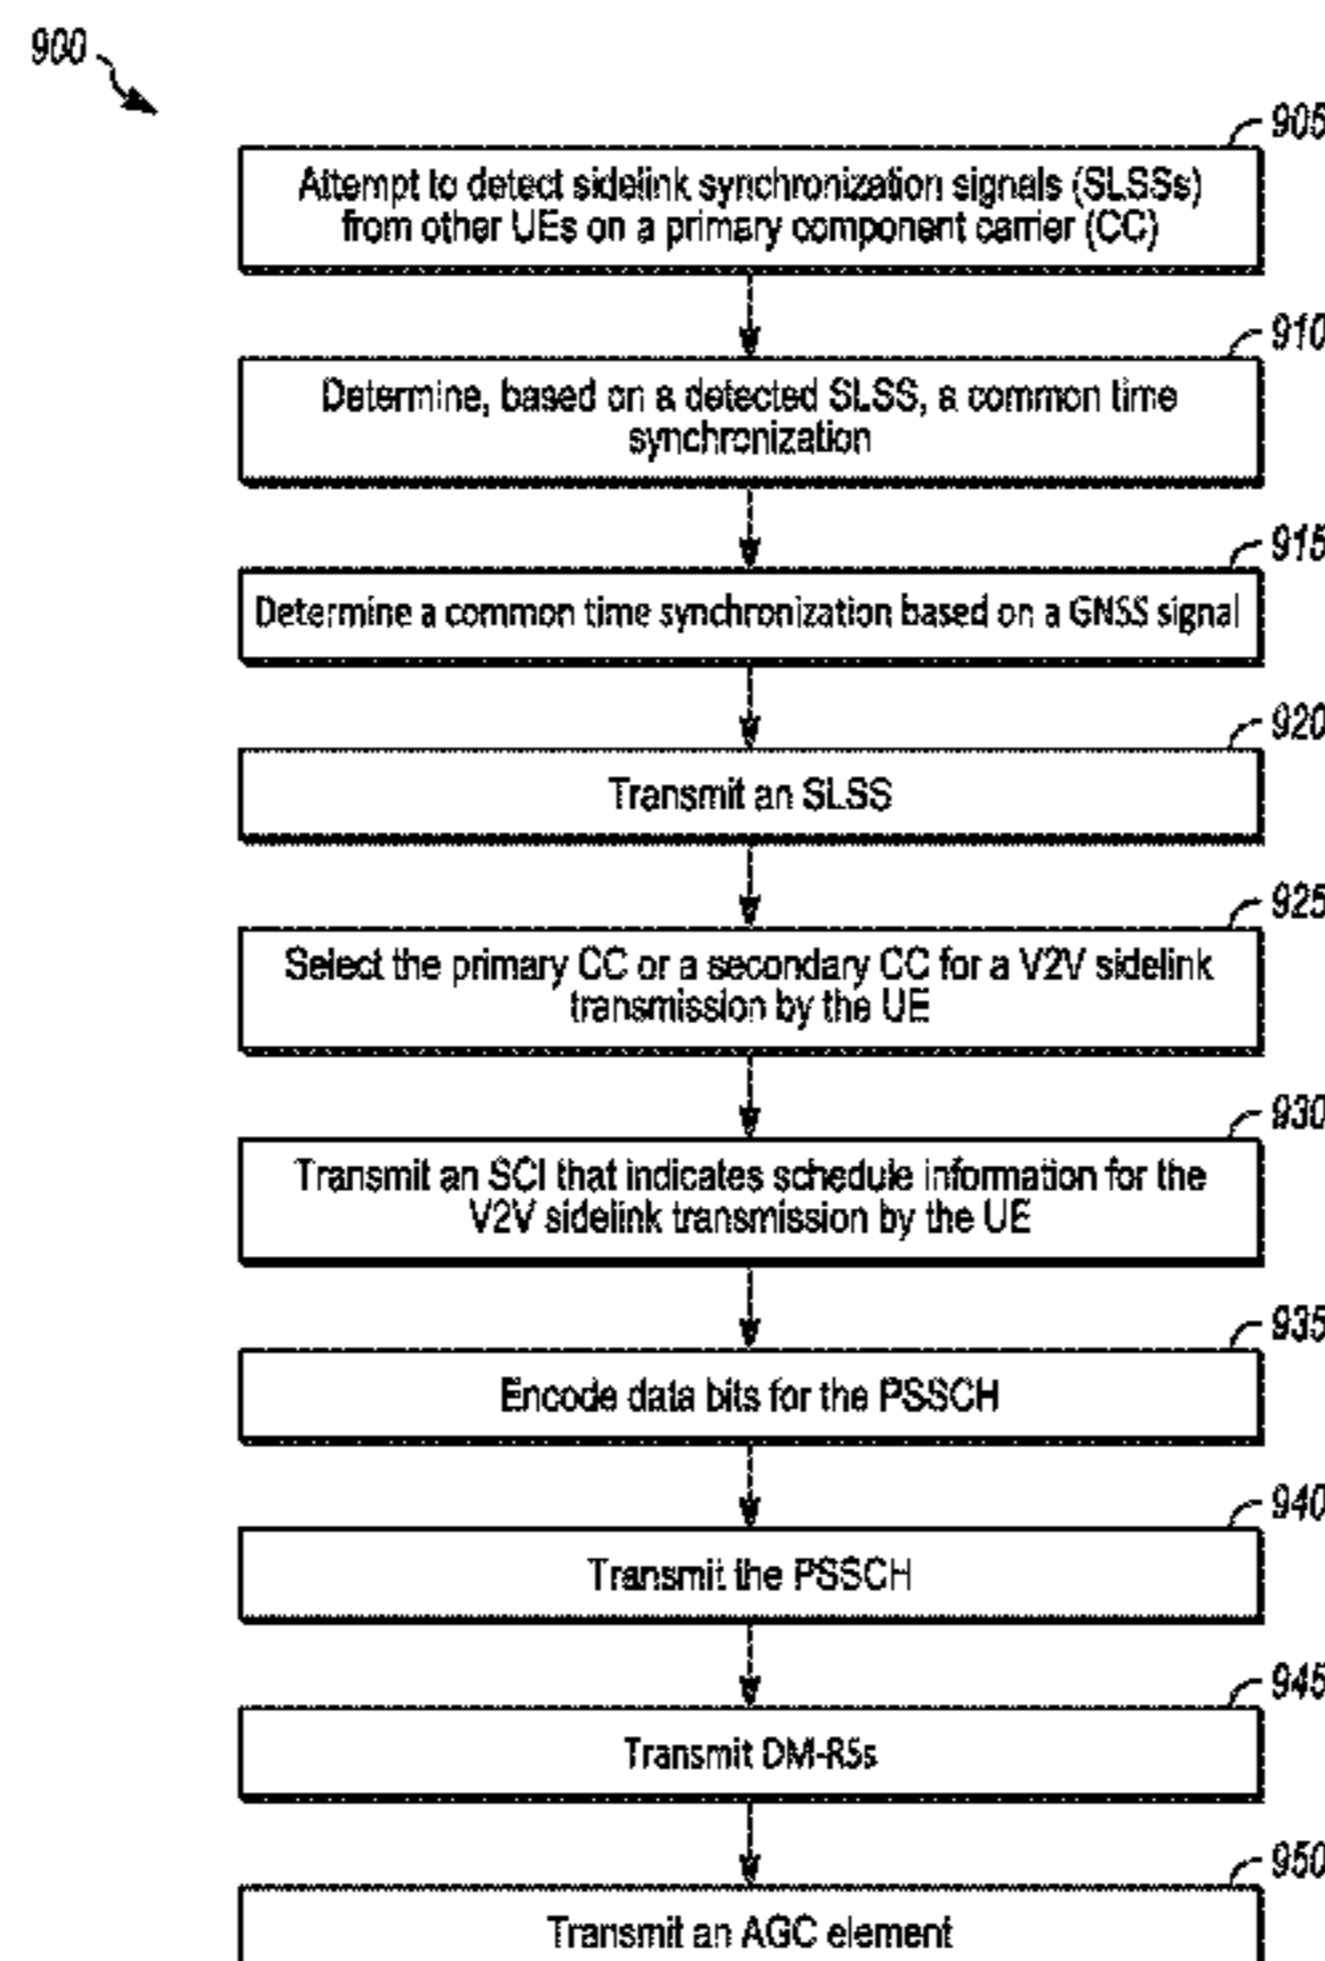 900
905
Attempt to detect sidelink synchronization signals (SLSSs)
from other UEs on a primary component carrier (CC)
910
Determine, based on a detected SLSS, a common time
synchronization
915
Determine a common time synchronization based on a GNSS signal
920
Transmit an SLSS
925
Select the primary CC or a secondary CC for a V2V sidelink
transmission by the UE
930
Transmit an SCI that indicates schedule information for the
V2V sidelink transmission by the UE
935
Encode data bits for the PSSCH
940
Transmit the PSSCH
945
Transmit DM-RSs
950
Transmit an AGC element